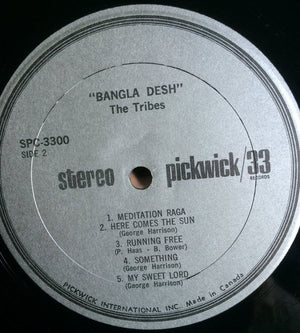 "BANGLA DESH"
The Tribes
SPC-3300
SIDE 2
stereo pickwick/33
RECORDS
1. MEDITATION RAGA
2. HERE COMES THE SUN
(George Harrison)
3. RUNNING FREE
(P. Haas - B. Bower)
4. SOMETHING
(George Harrison)
5. MY SWEET LORD
(George Harrison)
PICKWICK INTERNATIONAL INC. Made in Canada